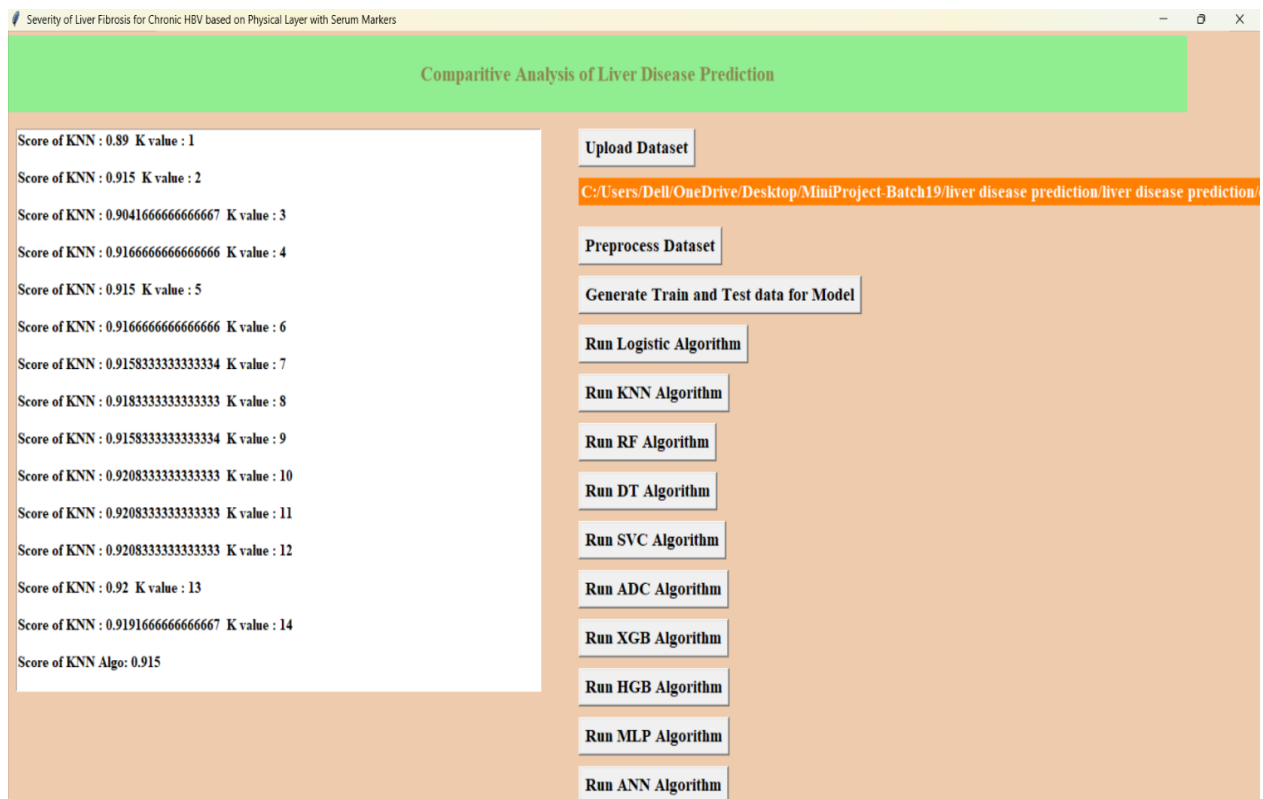 Severity of Liver Fibrosis for Chronic HBV based on Physical Layer with Serum Markers
Comparitive Analysis of Liver Disease Prediction
Score of KNN : 0.89 K value : 1
Score of KNN : 0.915 K value : 2
Score of KNN : 0.9041666666666667 K value : 3
Score of KNN : 0.9166666666666666 K value : 4
Score of KNN : 0.915 K value : 5
Score of KNN : 0.9166666666666666 K value : 6
Score of KNN : 0.9158333333333334 K value : 7
Score of KNN : 0.9183333333333333 K value : 8
Score of KNN : 0.9158333333333334 K value : 9
Score of KNN : 0.9208333333333333 K value : 10
Score of KNN : 0.9208333333333333 K value : 11
Score of KNN : 0.9208333333333333 K value : 12
Score of KNN : 0.92 K value : 13
Score of KNN : 0.9191666666666667 K value : 14
Score of KNN Algo: 0.915
Upload Dataset
C:/Users/Dell/OneDrive/Desktop/MiniProject-Batch19/liver disease prediction/liver disease prediction/
Preprocess Dataset
Generate Train and Test data for Model
Run Logistic Algorithm
Run KNN Algorithm
Run RF Algorithm
Run DT Algorithm
Run SVC Algorithm
Run ADC Algorithm
Run XGB Algorithm
Run HGB Algorithm
Run MLP Algorithm
Run ANN Algorithm